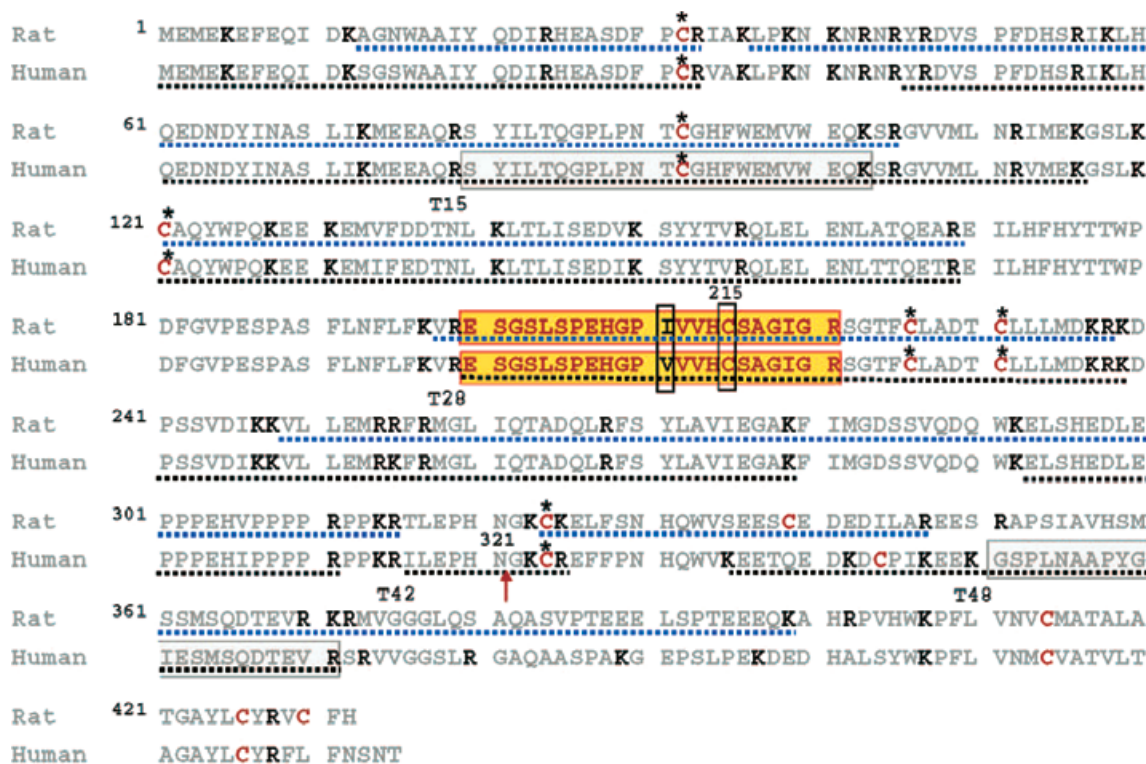 *
Rat 1 MEMEKEFEQI DKAGNWAAIY QDIRHEASDF PCRIAKLPKN KNRNRYRDVS PFDHSRIKLH
*
Human MEMEKEFEQI DKSGSWAAIY QDIRHEASDF PCRVAKLPKN KNRNRYRDVS PFDHSRIKLH
*
Rat 61 QEDNDYINAS LIKMEEAQRS YILTQGPLPN TCGHFWEMVW EQKSRGVVML NRIMEKGSLK
*
Human QEDNDYINAS LIKMEEAQRS YILTQGPLPN TCGHFWEMVW EQKSRGVVML NRVMEKGSLK
T15
*
Rat 121 CAQYWPQKEE KEMVFDDTNL KLTLISEDVK SYYTVRQLEL ENLATQEARE ILHFHYTTWP
*
Human CAQYWPQKEE KEMIFEDTNL KLTLISEDIK SYYTVRQLEL ENLTTQETRE ILHFHYTTWP
215
* *
Rat 181 DFGVPESPAS FLNFLFKVRE SGSLSPEHGP IVVHCSAGIG RSGTFCLADT CLLLMDKRKD
* *
Human DFGVPESPAS FLNFLFKVRE SGSLSPEHGP VVVHCSAGIG RSGTFCLADT CLLLMDKRKD
T28
Rat 241 PSSVDIKKVL LEMRRFRMGL IQTADQLRFS YLAVIEGAKF IMGDSSVQDQ WKELSHEDLE
Human PSSVDIKKVL LEMRKFRMGL IQTADQLRFS YLAVIEGAKF IMGDSSVQDQ WKELSHEDLE
*
Rat 301 PPPEHVPPPP RPPKRTLEPH NGKCKELFSN HQWVSEESCE DEDILAREES RAPSIAVHSM
321 *
Human PPPEHIPPPP RPPKRILEPH NGKCREFFPN HQWVKEETQE DKDCPIKEEK GSPLNAAPYG
T42 T48
Rat 361 SSMSQDTEVR KRMVGGGLQS AQASVPTEEE LSPTEEEQKA HRPVHWKPFL VNVCMATALA
Human IESMSQDTEV RSRVVGGSLR GAQAASPAKG EPSLPEKDED HALSYWKPFL VNMCVATVLT
Rat 421 TGAYLCYRVC FH
Human AGAYLCYRFL FNSNT